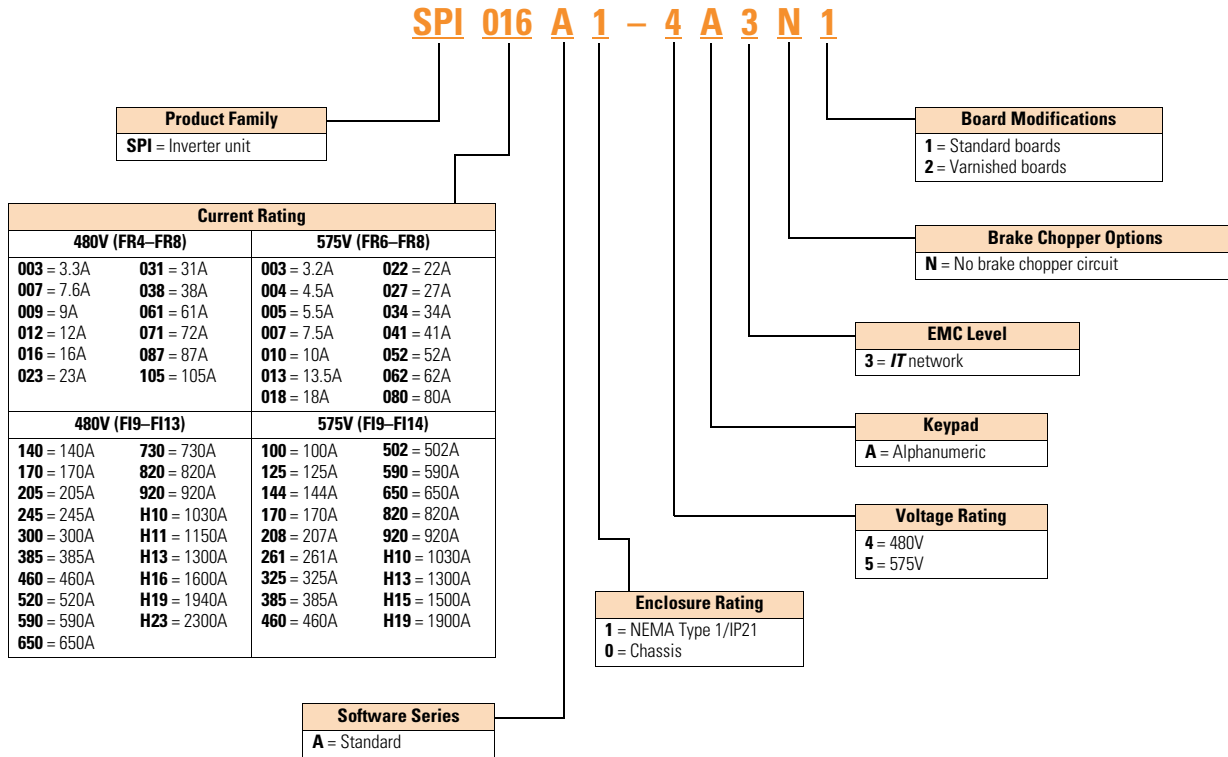 SPI 016 A 1 – 4 A 3 N 1
Product Family
SPI = Inverter unit
Current Rating
480V (FR4–FR8) 575V (FR6–FR8)
003 = 3.3A 031 = 31A 003 = 3.2A 022 = 22A
007 = 7.6A 038 = 38A 004 = 4.5A 027 = 27A
009 = 9A 061 = 61A 005 = 5.5A 034 = 34A
012 = 12A 071 = 72A 007 = 7.5A 041 = 41A
016 = 16A 087 = 87A 010 = 10A 052 = 52A
023 = 23A 105 = 105A 013 = 13.5A 062 = 62A
018 = 18A 080 = 80A
480V (FI9–FI13) 575V (FI9–FI14)
140 = 140A 730 = 730A 100 = 100A 502 = 502A
170 = 170A 820 = 820A 125 = 125A 590 = 590A
205 = 205A 920 = 920A 144 = 144A 650 = 650A
245 = 245A H10 = 1030A 170 = 170A 820 = 820A
300 = 300A H11 = 1150A 208 = 207A 920 = 920A
385 = 385A H13 = 1300A 261 = 261A H10 = 1030A
460 = 460A H16 = 1600A 325 = 325A H13 = 1300A
520 = 520A H19 = 1940A 385 = 385A H15 = 1500A
590 = 590A H23 = 2300A 460 = 460A H19 = 1900A
650 = 650A
Software Series
A = Standard
Enclosure Rating
1 = NEMA Type 1/IP21
0 = Chassis
Voltage Rating
4 = 480V
5 = 575V
Keypad
A = Alphanumeric
EMC Level
3 = IT network
Brake Chopper Options
N = No brake chopper circuit
Board Modifications
1 = Standard boards
2 = Varnished boards